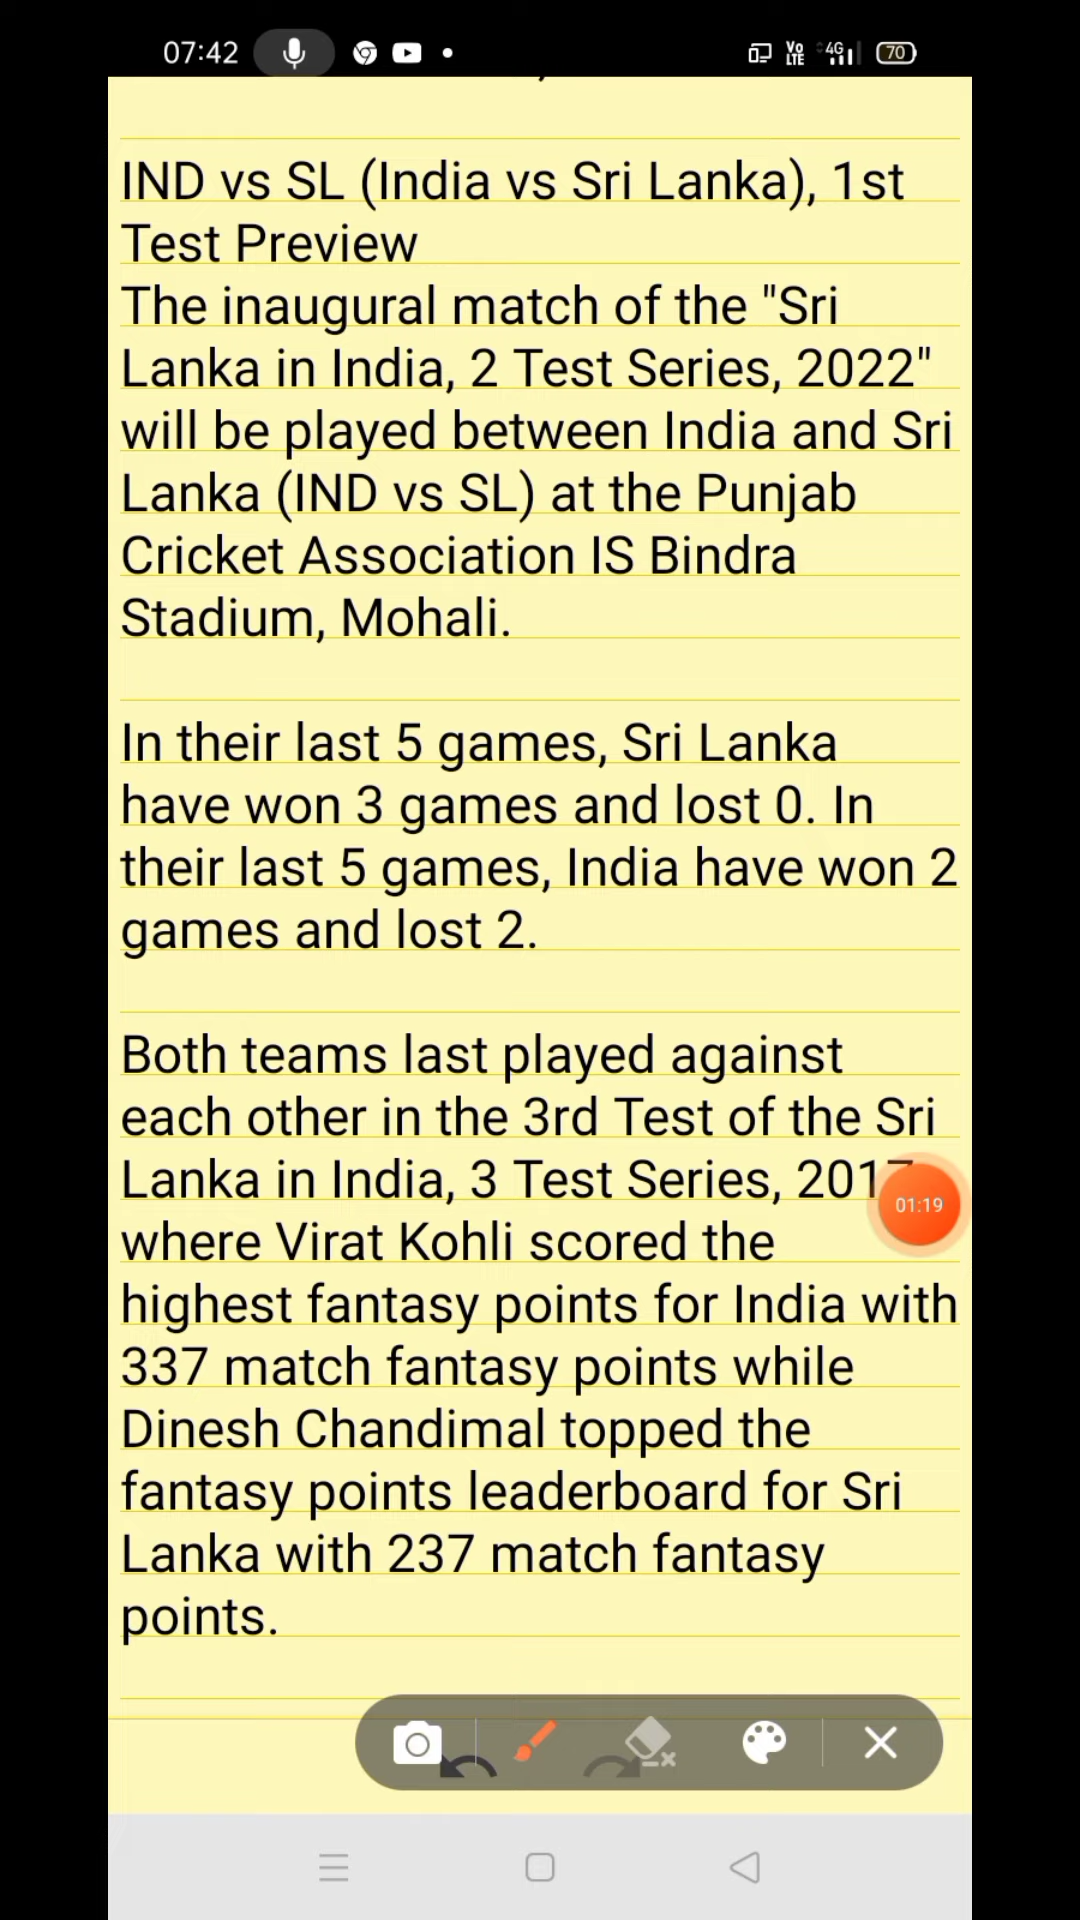 07:42
Vo
LTE
4G
70
IND vs SL (India vs Sri Lanka), 1st
Test Preview
The inaugural match of the "Sri
Lanka in India, 2 Test Series, 2022"
will be played between India and Sri
Lanka (IND vs SL) at the Punjab
Cricket Association IS Bindra
Stadium, Mohali.
In their last 5 games, Sri Lanka
have won 3 games and lost 0. In
their last 5 games, India have won 2
games and lost 2.
Both teams last played against
each other in the 3rd Test of the Sri
Lanka in India, 3 Test Series, 2017
01:19
where Virat Kohli scored the
highest fantasy points for India with
337 match fantasy points while
Dinesh Chandimal topped the
fantasy points leaderboard for Sri
Lanka with 237 match fantasy
points.